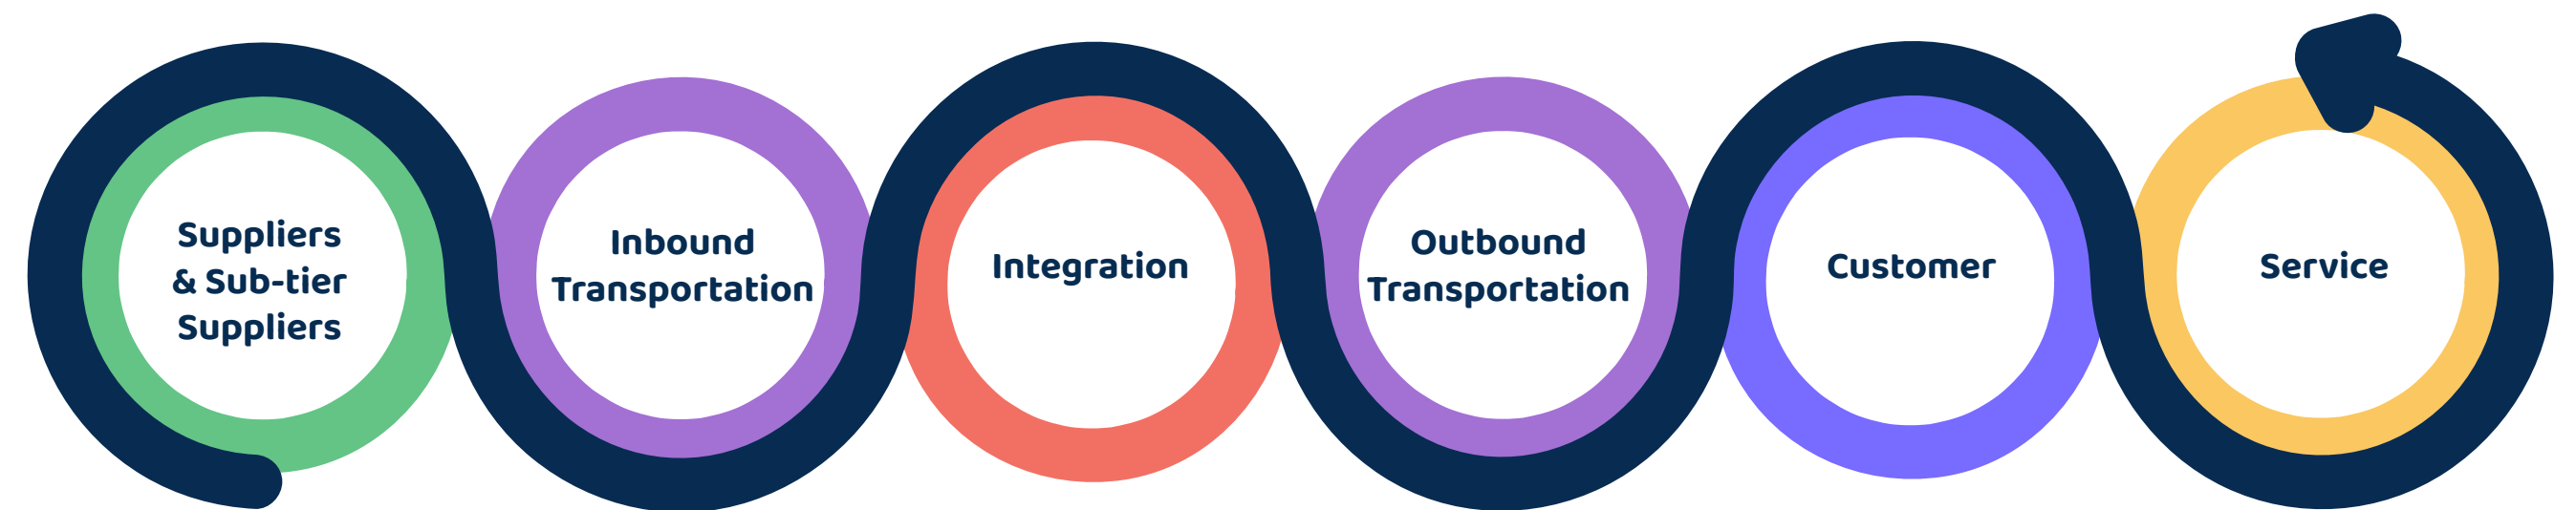 Suppliers
& Sub-tier
Suppliers
Inbound
Transportation
Integration
Outbound
Transportation
Customer
Service